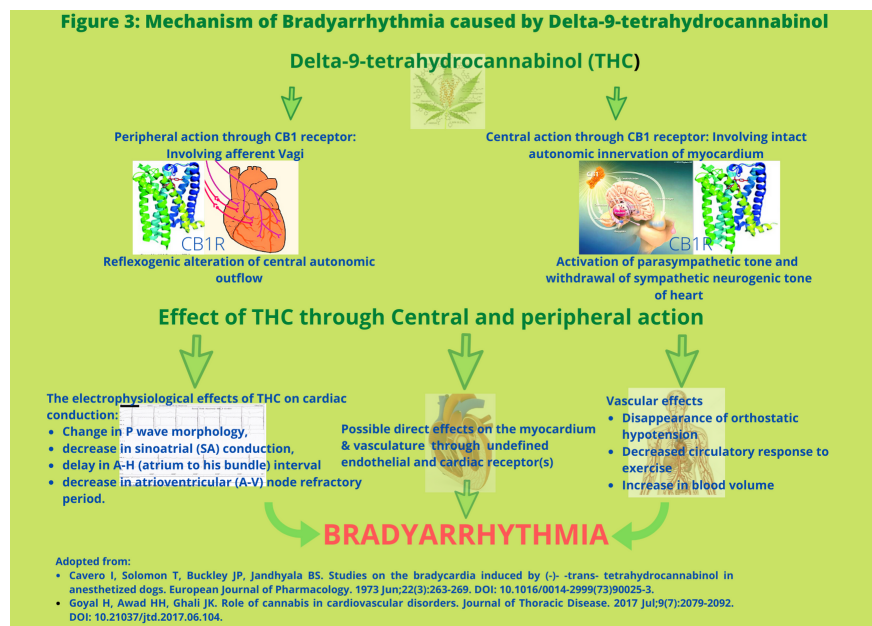 Figure 3: Mechanism of Bradyarrhythmia caused by Delta-9-tetrahydrocannabinol
Delta-9-tetrahydrocannabinol (THC)
Peripheral action through CB1 receptor:
Involving afferent Vagi
CB1R
Reflexogenic alteration of central autonomic
outflow
Central action through CB1 receptor: Involving intact
autonomic innervation of myocardium
CB1R
Activation of parasympathetic tone and
withdrawal of sympathetic neurogenic tone
of heart
Effect of THC through Central and peripheral action
The electrophysiological effects of THC on cardiac
conduction:
• Change in P wave morphology,
• decrease in sinoatrial (SA) conduction,
• delay in A-H (atrium to his bundle) interval
• decrease in atrioventricular (A-V) node refractory
period.
Possible direct effects on the myocardium
& vasculature through undefined
endothelial and cardiac receptor(s)
Vascular effects
• Disappearance of orthostatic
hypotension
• Decreased circulatory response to
exercise
• Increase in blood volume
BRADYARRHYTHMIA
Adopted from:
• Cavero I, Solomon T, Buckley JP, Jandhyala BS. Studies on the bradycardia induced by (-)- -trans- tetrahydrocannabinol in
anesthetized dogs. European Journal of Pharmacology. 1973 Jun;22(3):263-269. DOI: 10.1016/0014-2999(73)90025-3.
• Goyal H, Awad HH, Ghali JK. Role of cannabis in cardiovascular disorders. Journal of Thoracic Disease. 2017 Jul;9(7):2079-2092.
DOI: 10.21037/jtd.2017.06.104.